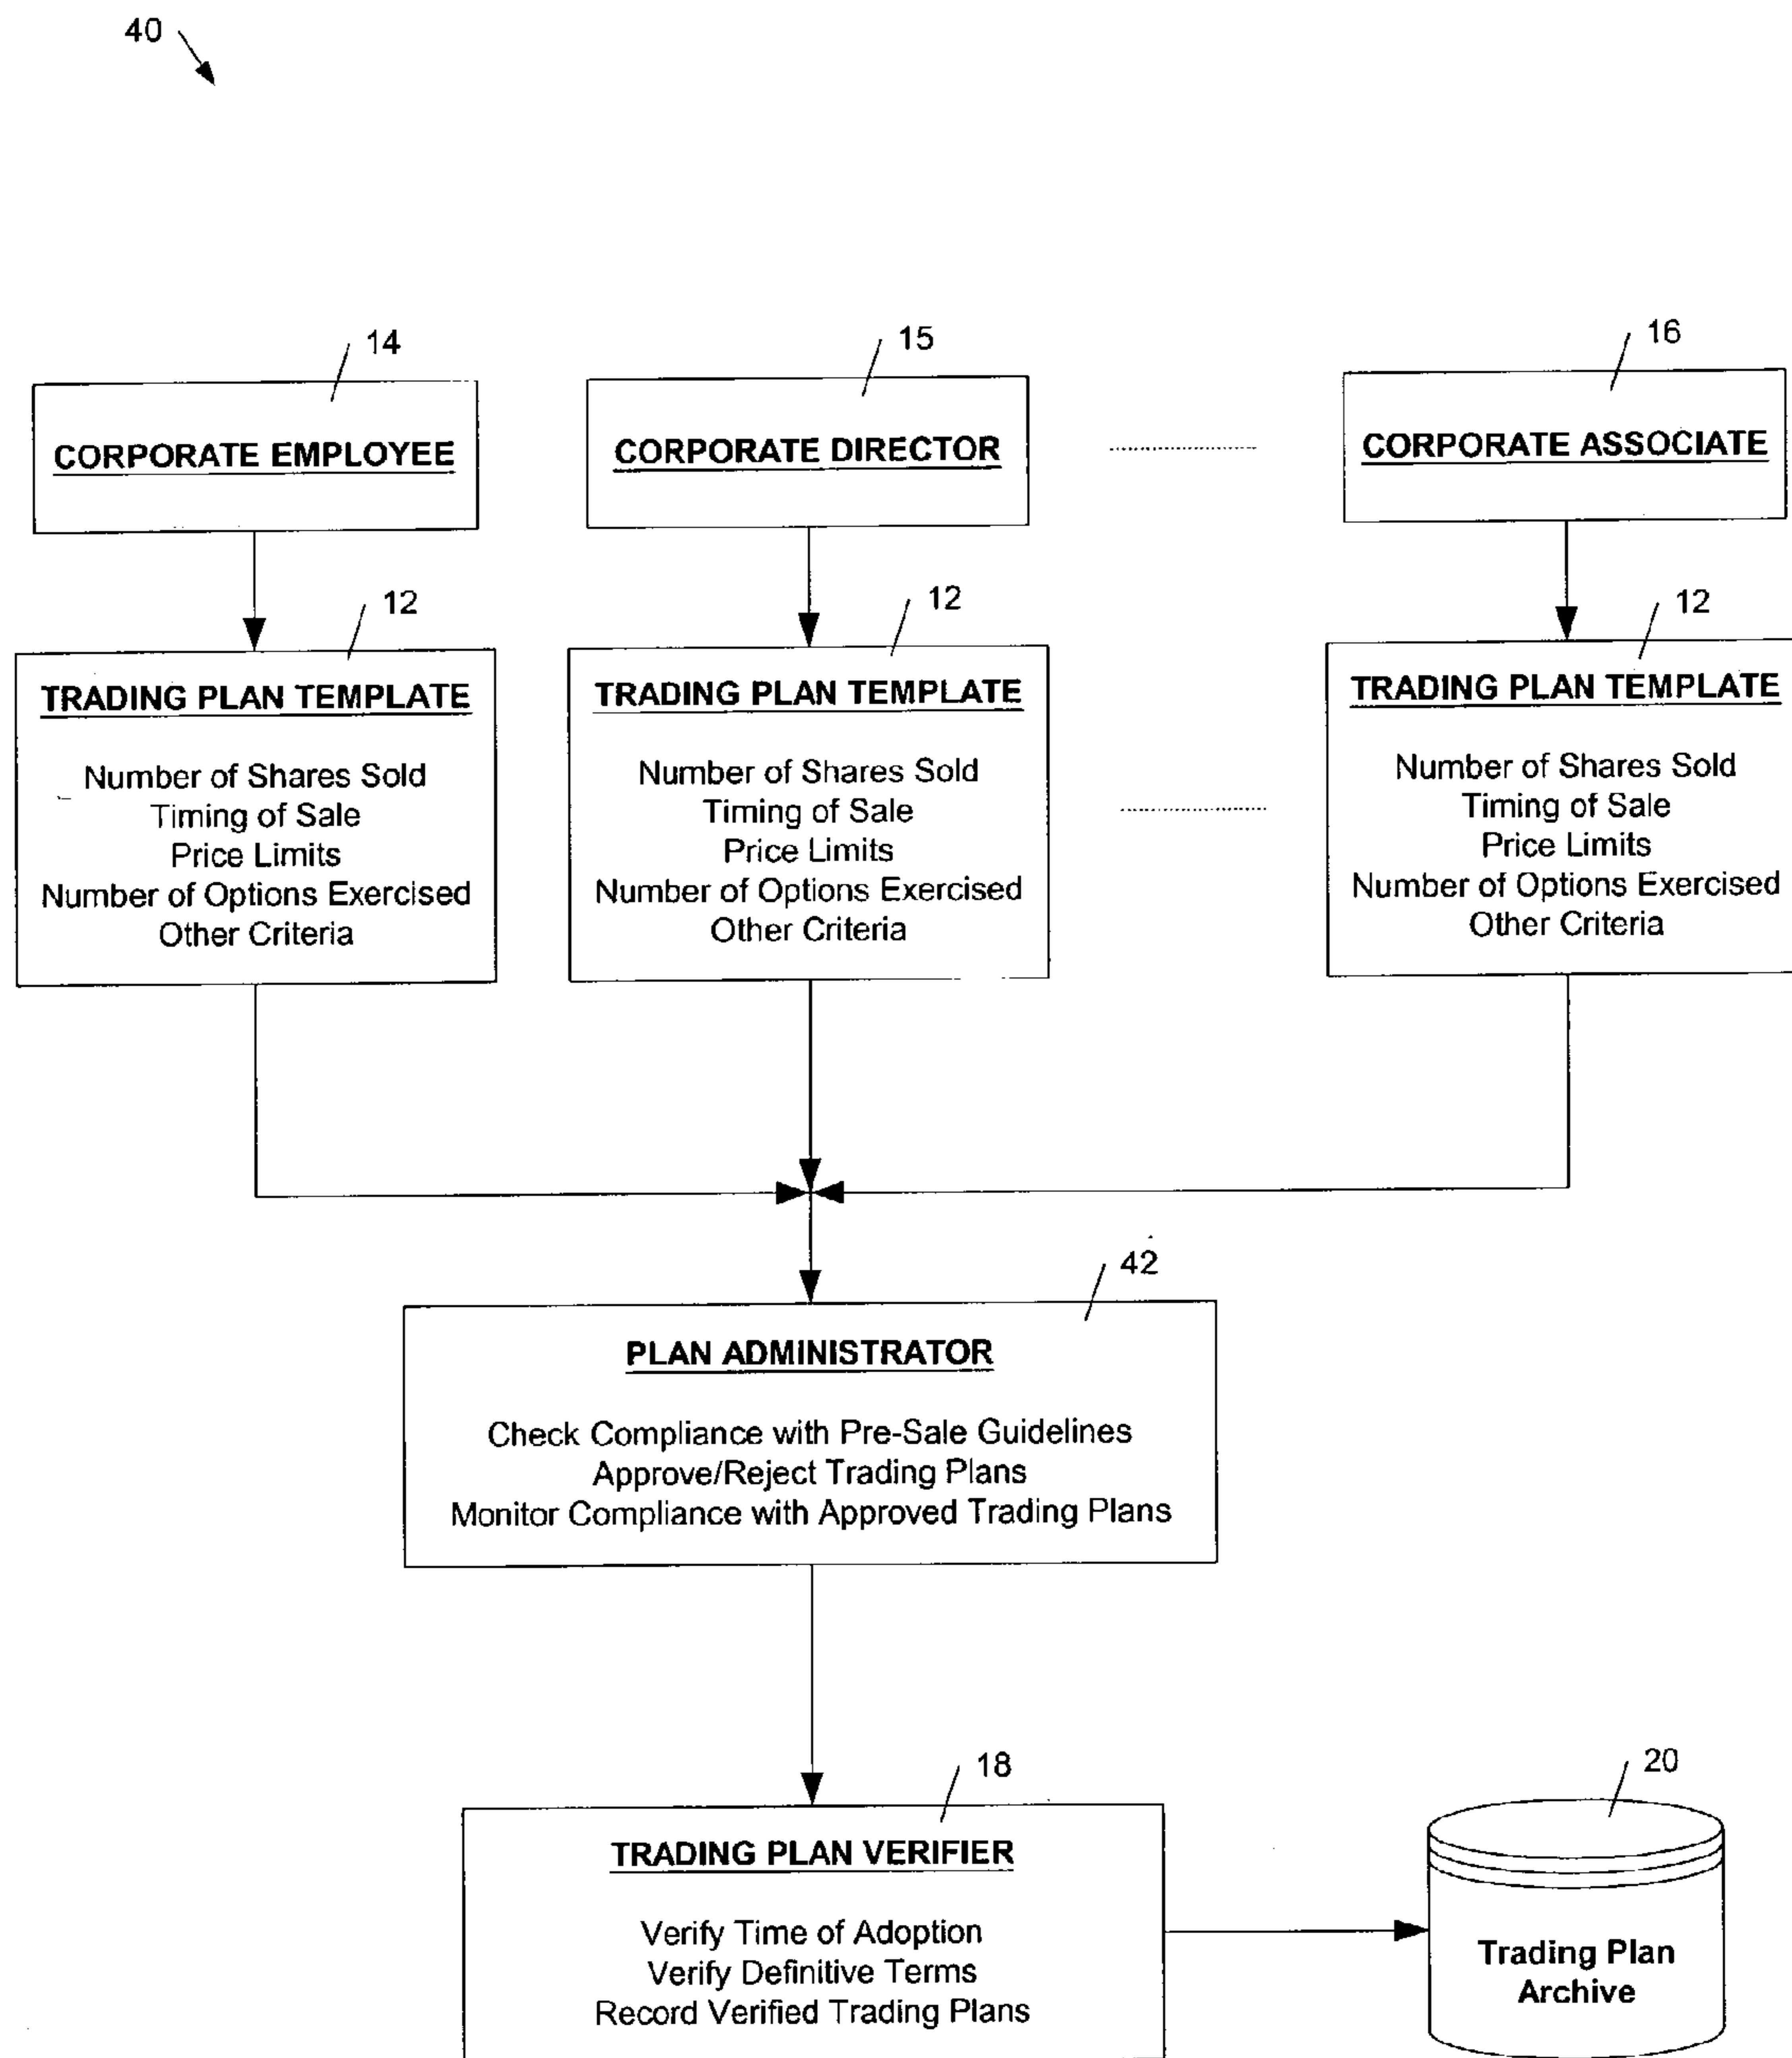 40
14
15
16
CORPORATE EMPLOYEE
CORPORATE DIRECTOR
CORPORATE ASSOCIATE
12
12
12
TRADING PLAN TEMPLATE
Number of Shares Sold
Timing of Sale
Price Limits
Number of Options Exercised
Other Criteria
TRADING PLAN TEMPLATE
Number of Shares Sold
Timing of Sale
Price Limits
Number of Options Exercised
Other Criteria
TRADING PLAN TEMPLATE
Number of Shares Sold
Timing of Sale
Price Limits
Number of Options Exercised
Other Criteria
42
PLAN ADMINISTRATOR
Check Compliance with Pre-Sale Guidelines
Approve/Reject Trading Plans
Monitor Compliance with Approved Trading Plans
18
TRADING PLAN VERIFIER
Verify Time of Adoption
Verify Definitive Terms
Record Verified Trading Plans
20
Trading Plan
Archive